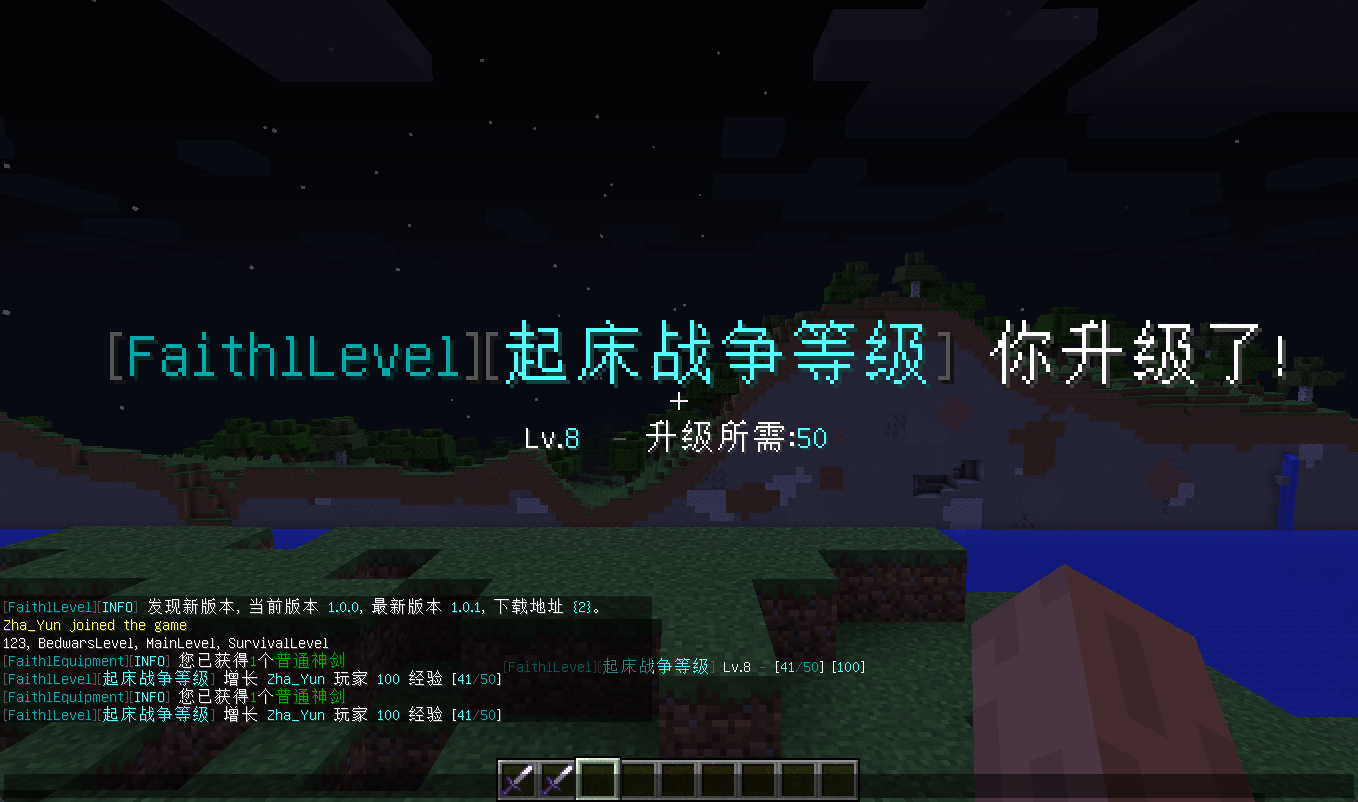 [FaithlLevel][起床战争等级] 你升级了!
Lv.8 - 升级所需:50
[FaithlLevel][INFO] 发现新版本, 当前版本 1.0.0, 最新版本 1.0.1, 下载地址 {2}。
Zha_Yun joined the game
123, BedwarsLevel, MainLevel, SurvivalLevel
[FaithlEquipment][INFO] 您已获得1个普通神剑
[FaithlLevel][起床战争等级] Lv.8 - [41/50] [100]
[FaithlLevel][起床战争等级] 增长 Zha_Yun 玩家 100 经验 [41/50]
[FaithlEquipment][INFO] 您已获得1个普通神剑
[FaithlLevel][起床战争等级] 增长 Zha_Yun 玩家 100 经验 [41/50]